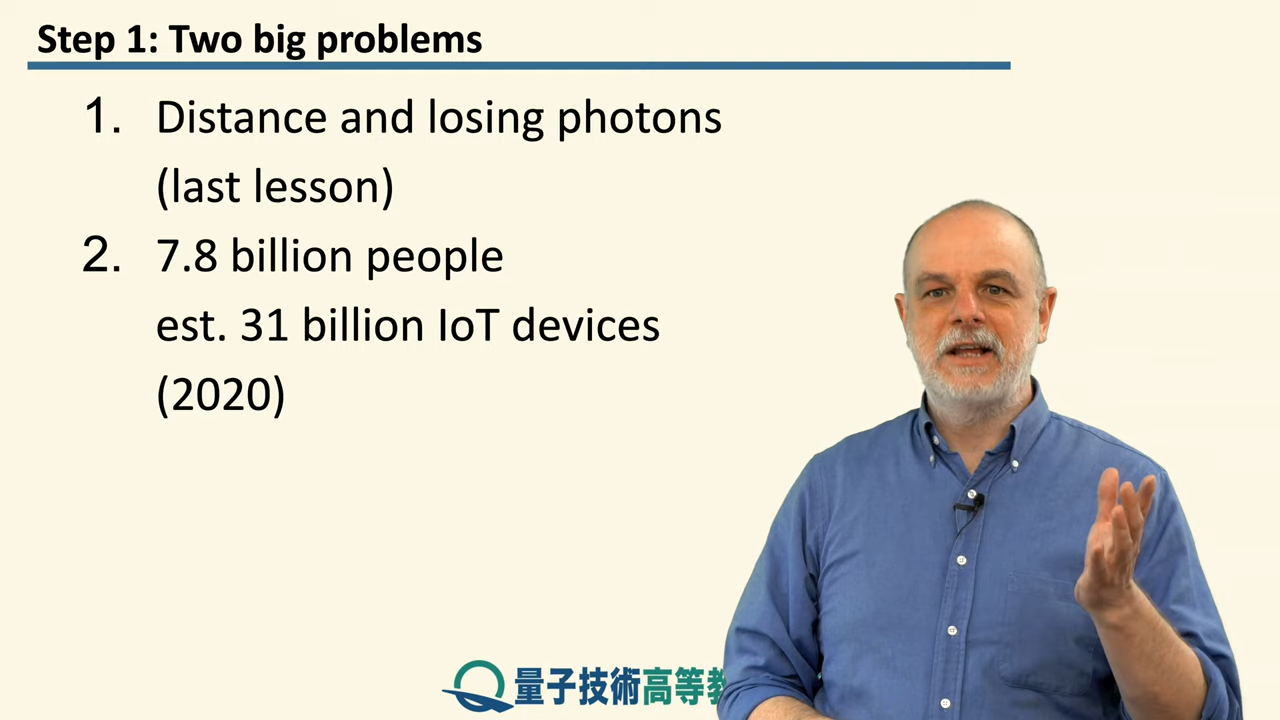 Step 1: Two big problems
1. Distance and losing photons
(last lesson)
2. 7.8 billion people
est. 31 billion IoT devices
(2020)
量子技術高等教